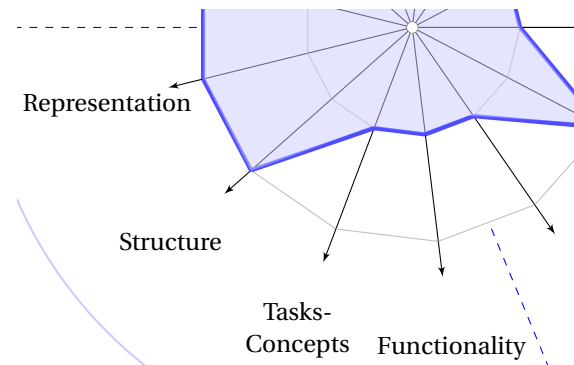 Representation
Structure
Tasks-
Concepts
Functionality